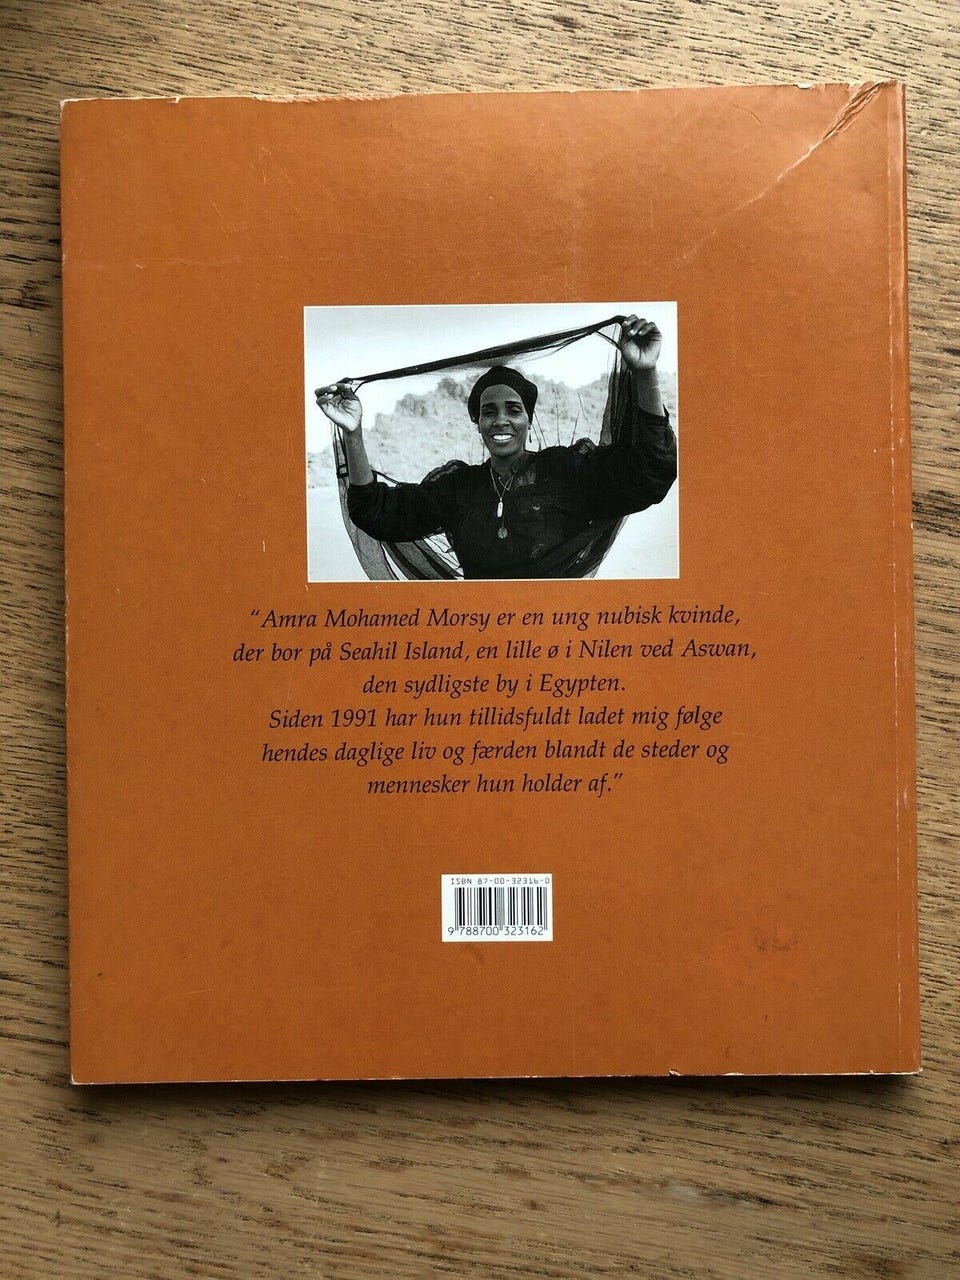 “Amra Mohamed Morsy er en ung nubisk kvinde,
der bor på Seahil Island, en lille ø i Nilen ved Aswan,
den sydligste by i Egypten.
Siden 1991 har hun tillidsfuldt ladet mig følge
hendes daglige liv og færden blandt de steder og
mennesker hun holder af.”
ISBN 87-00-32316-0
9 788700 323162